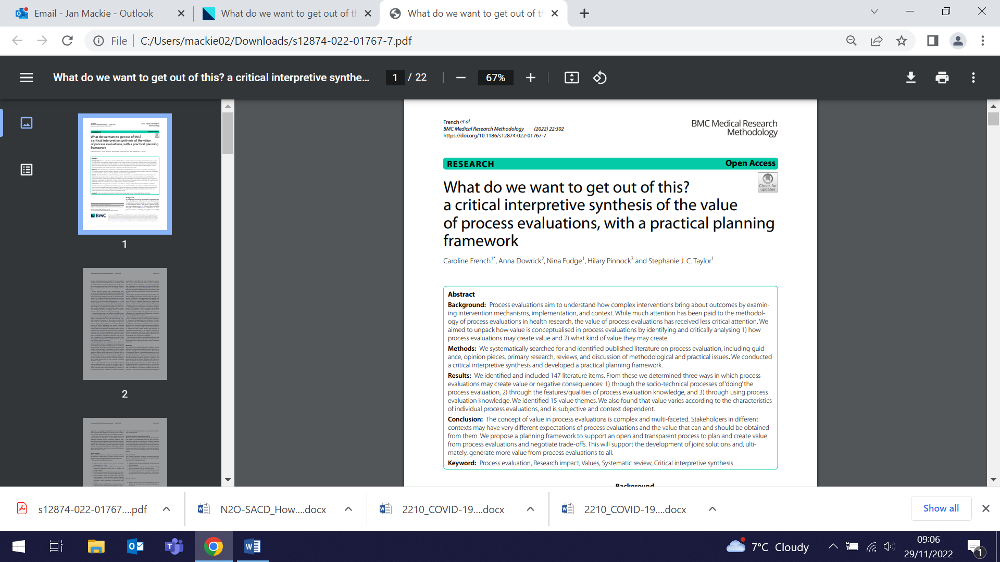 Email - Jan Mackie - Outlook
What do we want to get out of th
What do we want to get out of th
File
C:/Users/mackie02/Downloads/s12874-022-01767-7.pdf
What do we want to get out of this? a critical interpretive synthe...
1 / 22
67%
1
2
French et al.
BMC Medical Research Methodology (2022) 22:302
https://doi.org/10.1186/s12874-022-01767-7
BMC Medical Research
Methodology
RESEARCH
Open Access
Check for
updates
What do we want to get out of this?
a critical interpretive synthesis of the value
of process evaluations, with a practical planning
framework
Caroline French1*, Anna Dowrick2, Nina Fudge1, Hilary Pinnock3 and Stephanie J. C. Taylor1
Abstract
Background: Process evaluations aim to understand how complex interventions bring about outcomes by examin-
ing intervention mechanisms, implementation, and context. While much attention has been paid to the methodol-
ogy of process evaluations in health research, the value of process evaluations has received less critical attention. We
aimed to unpack how value is conceptualised in process evaluations by identifying and critically analysing 1) how
process evaluations may create value and 2) what kind of value they may create.
Methods: We systematically searched for and identified published literature on process evaluation, including guid-
ance, opinion pieces, primary research, reviews, and discussion of methodological and practical issues. We conducted
a critical interpretive synthesis and developed a practical planning framework.
Results: We identified and included 147 literature items. From these we determined three ways in which process
evaluations may create value or negative consequences: 1) through the socio-technical processes of ‘doing’ the
process evaluation, 2) through the features/qualities of process evaluation knowledge, and 3) through using process
evaluation knowledge. We identified 15 value themes. We also found that value varies according to the characteristics
of individual process evaluations, and is subjective and context dependent.
Conclusion: The concept of value in process evaluations is complex and multi-faceted. Stakeholders in different
contexts may have very different expectations of process evaluations and the value that can and should be obtained
from them. We propose a planning framework to support an open and transparent process to plan and create value
from process evaluations and negotiate trade-offs. This will support the development of joint solutions and, ulti-
mately, generate more value from process evaluations to all.
Keyword: Process evaluation, Research impact, Values, Systematic review, Critical interpretive synthesis
Background
s12874-022-01767....pdf
N2O-SACD_How....docx
2210_COVID-19....docx
2210_COVID-19....docx
Show all
7°C Cloudy
09:06
29/11/2022
1